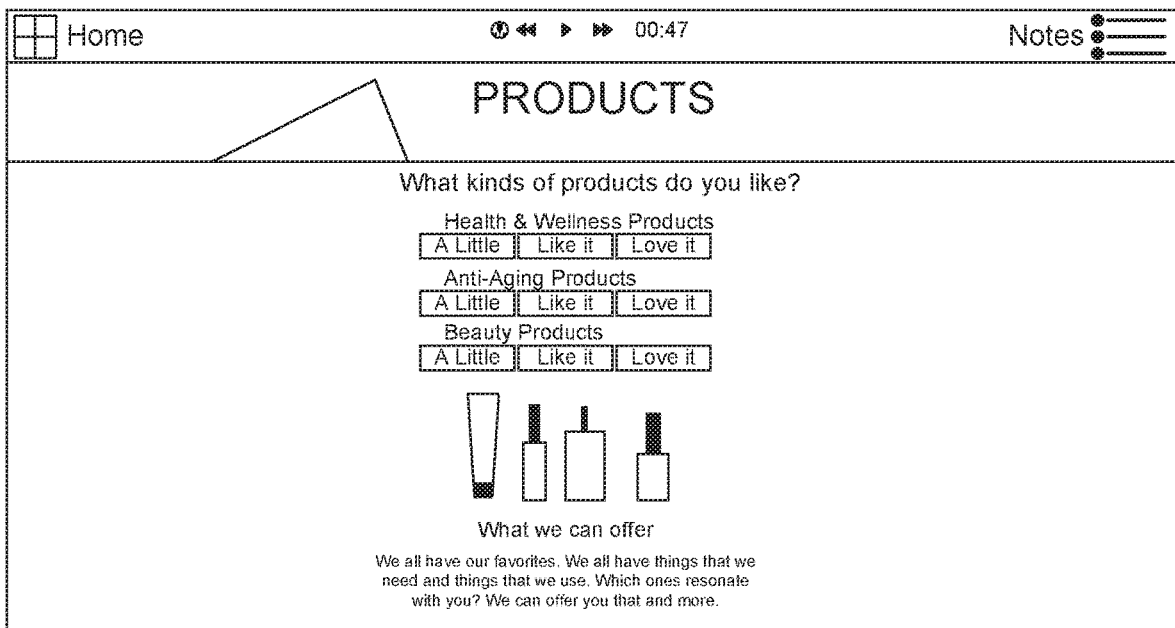 Home 00:47 Notes
PRODUCTS
What kinds of products do you like?
Health & Wellness Products
A Little Like it Love it
Anti-Aging Products
A Little Like it Love it
Beauty Products
A Little Like it Love it
What we can offer
We all have our favorites. We all have things that we
need and things that we use. Which ones resonate
with you? We can offer you that and more.